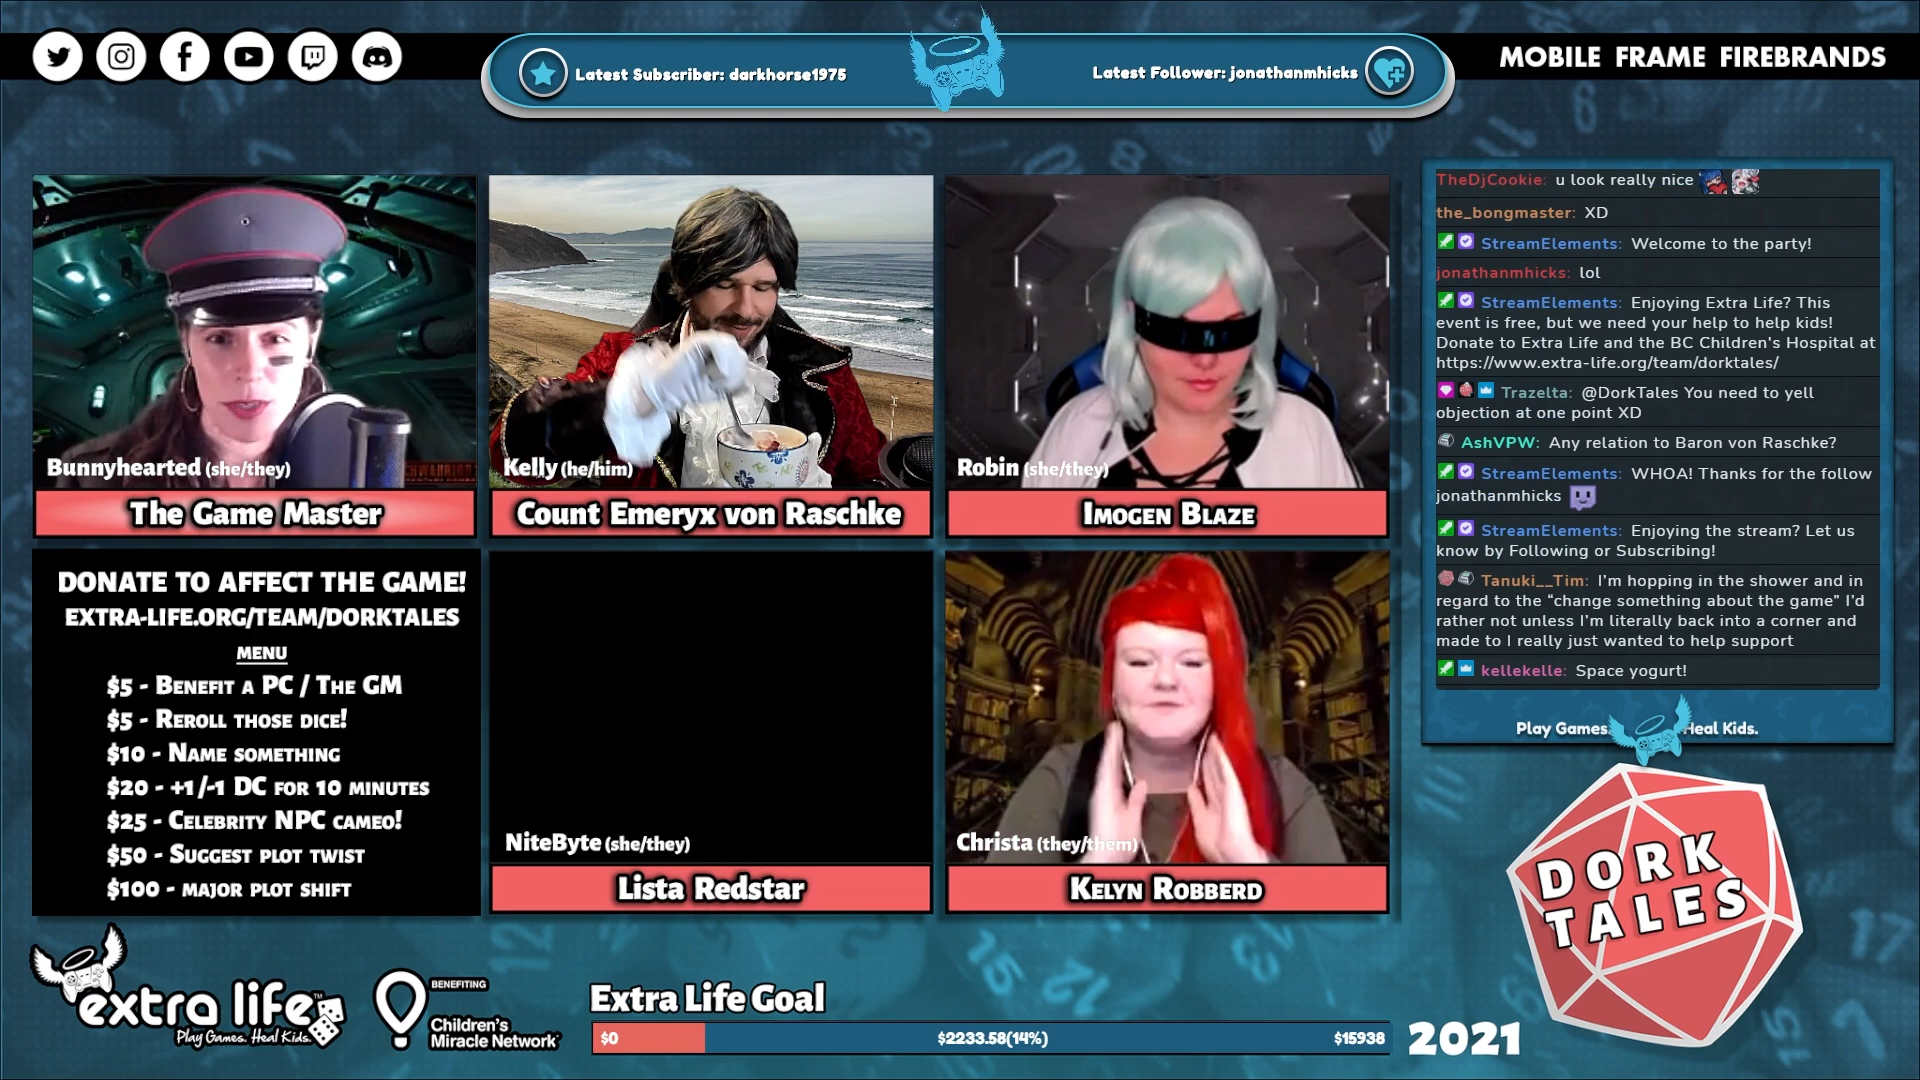 Latest Subscriber: darkhorse1975
Latest Follower: jonathanmhicks
MOBILE FRAME FIREBRANDS
Bunnyhearted (she/they)
The Game Master
Kelly (he/him)
Count Emeryx von Raschke
Robin (she/they)
Imogen Blaze
DONATE TO AFFECT THE GAME!
EXTRA-LIFE.ORG/TEAM/DORKTALES
MENU
$5 - Benefit a PC / The GM
$5 - Reroll those dice!
$10 - Name something
$20 - +1/-1 DC for 10 minutes
$25 - Celebrity NPC cameo!
$50 - Suggest plot twist
$100 - major plot shift
NiteByte (she/they)
Lista Redstar
Christa (they/them)
Kelyn Robberd
TheDjCookie: u look really nice
the_bongmaster: XD
StreamElements: Welcome to the party!
jonathanmhicks: lol
StreamElements: Enjoying Extra Life? This
event is free, but we need your help to help kids!
Donate to Extra Life and the BC Children's Hospital at
https://www.extra-life.org/team/dorktales/
Trazelta: @DorkTales You need to yell
objection at one point XD
AshVPW: Any relation to Baron von Raschke?
StreamElements: WHOA! Thanks for the follow
jonathanmhicks
StreamElements: Enjoying the stream? Let us
know by Following or Subscribing!
Tanuki__Tim: I'm hopping in the shower and in
regard to the “change something about the game” I'd
rather not unless I'm literally back into a corner and
made to I really just wanted to help support
kellekelle: Space yogurt!
Play Games. Heal Kids.
DORK
TALES
extra life™
Play Games. Heal Kids.
BENEFITING
Children's
Miracle Network
Extra Life Goal
$0
$2233.58(14%)
$15938
2021